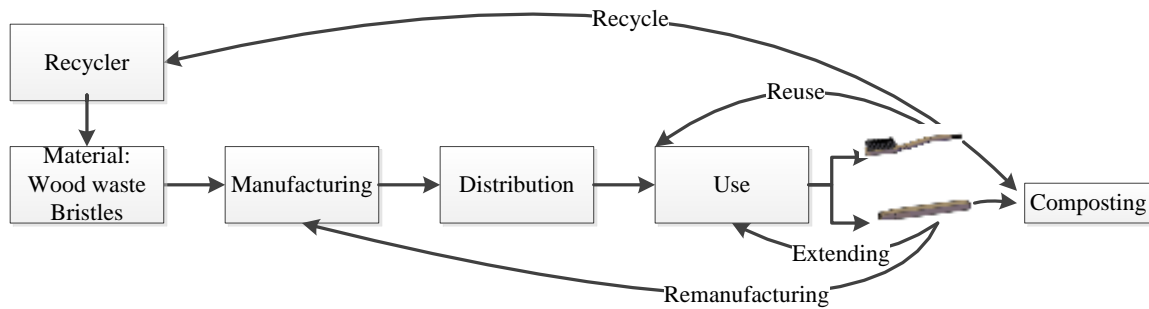 Recycle
Recycler
Reuse
Material:
Wood waste
Bristles
Manufacturing
Distribution
Use
Composting
Extending
Remanufacturing